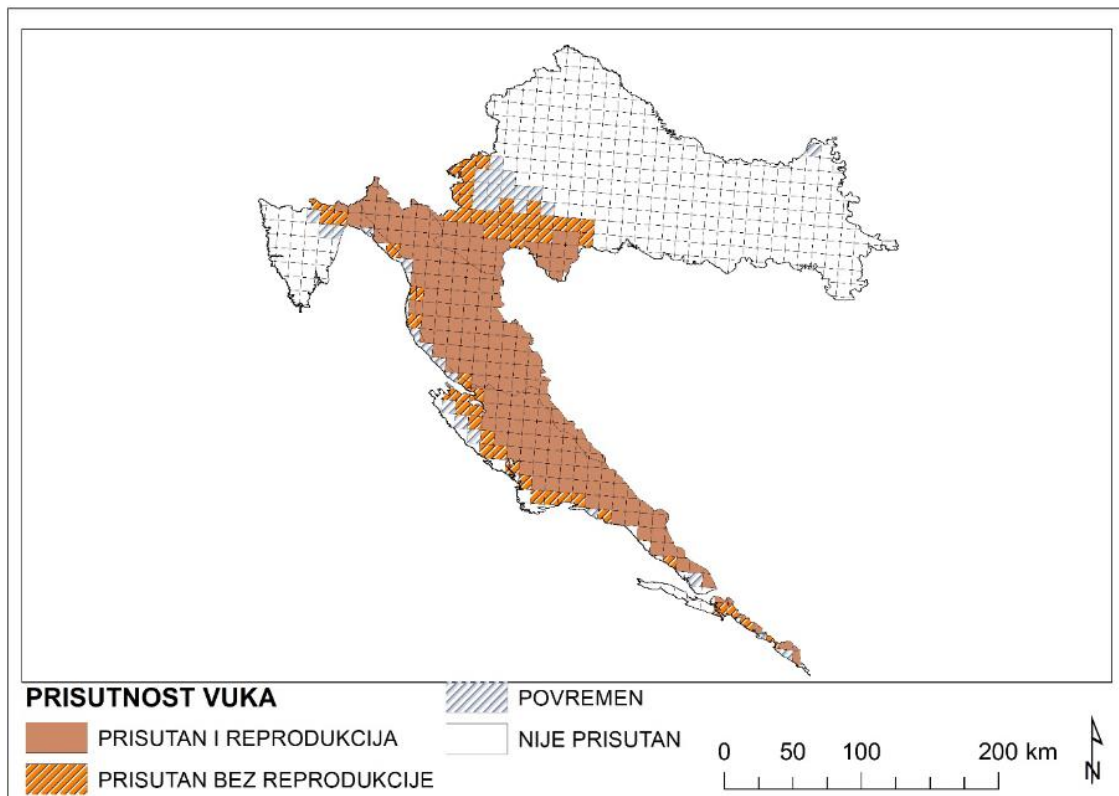 PRISUTNOST VUKA
PRISUTAN I REPRODUKCIJA
PRISUTAN BEZ REPRODUKCIJE
POVREMEN
NIJE PRISUTAN
0 50 100 200 km
N